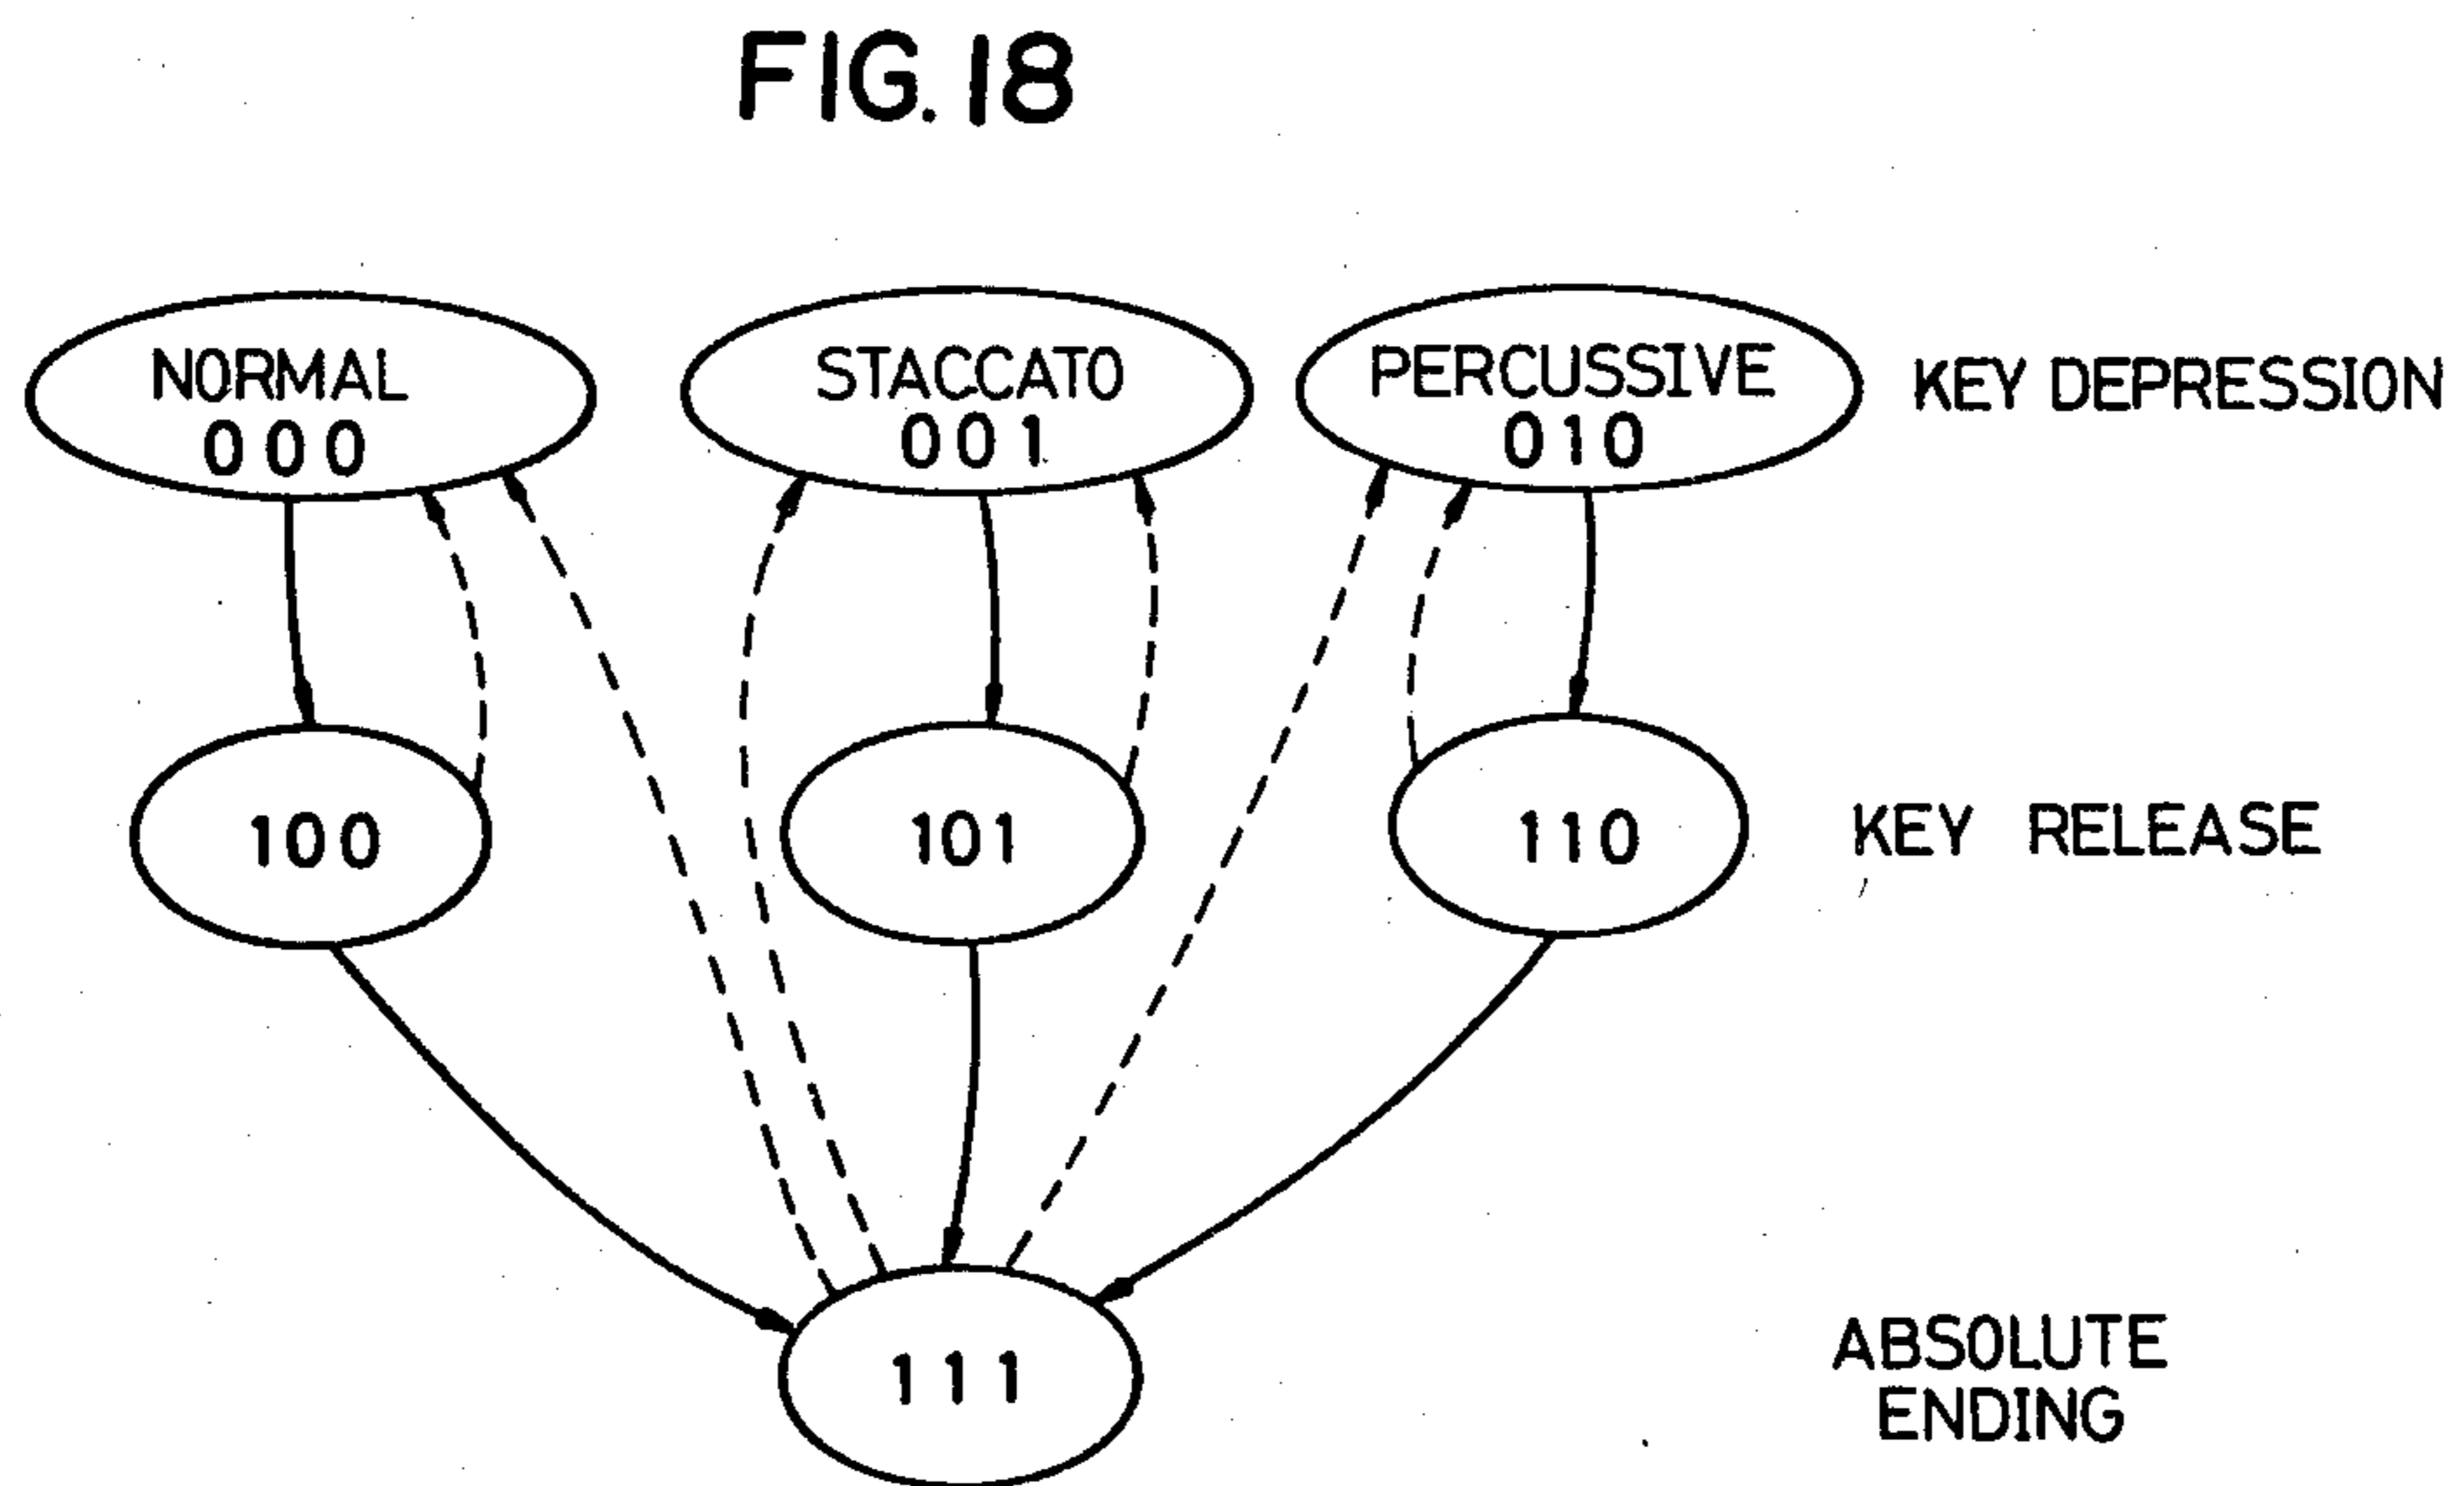 FIG.18
NORMAL
000
STACCATO
001
PERCUSSIVE
010
KEY DEPRESSION
100
101
110
KEY RELEASE
111
ABSOLUTE
ENDING